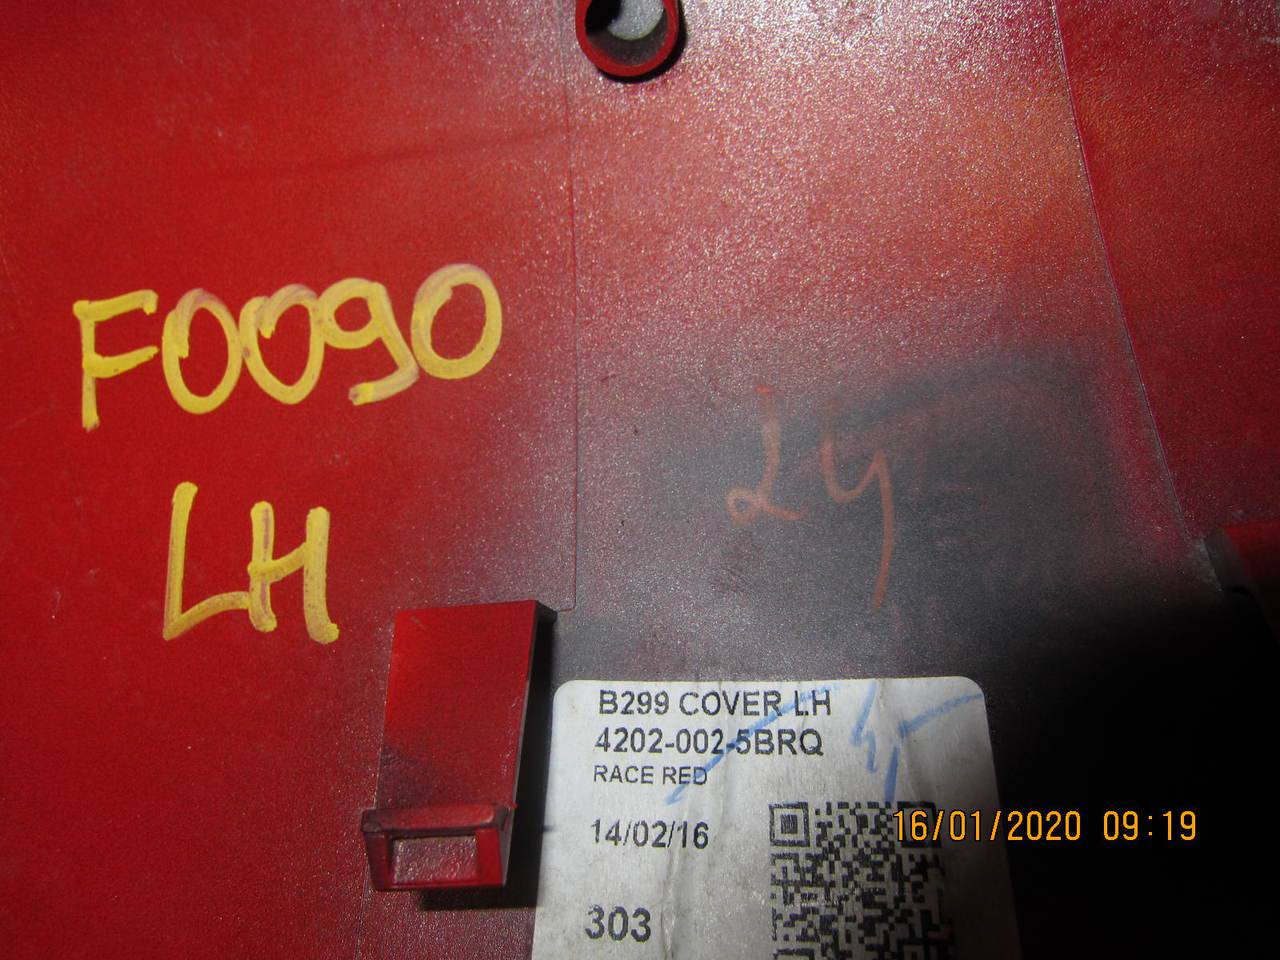 F0090
LH
24
B299 COVER LH
4202-002-5BRQ
RACE RED
14/02/16
303
16/01/2020 09:19